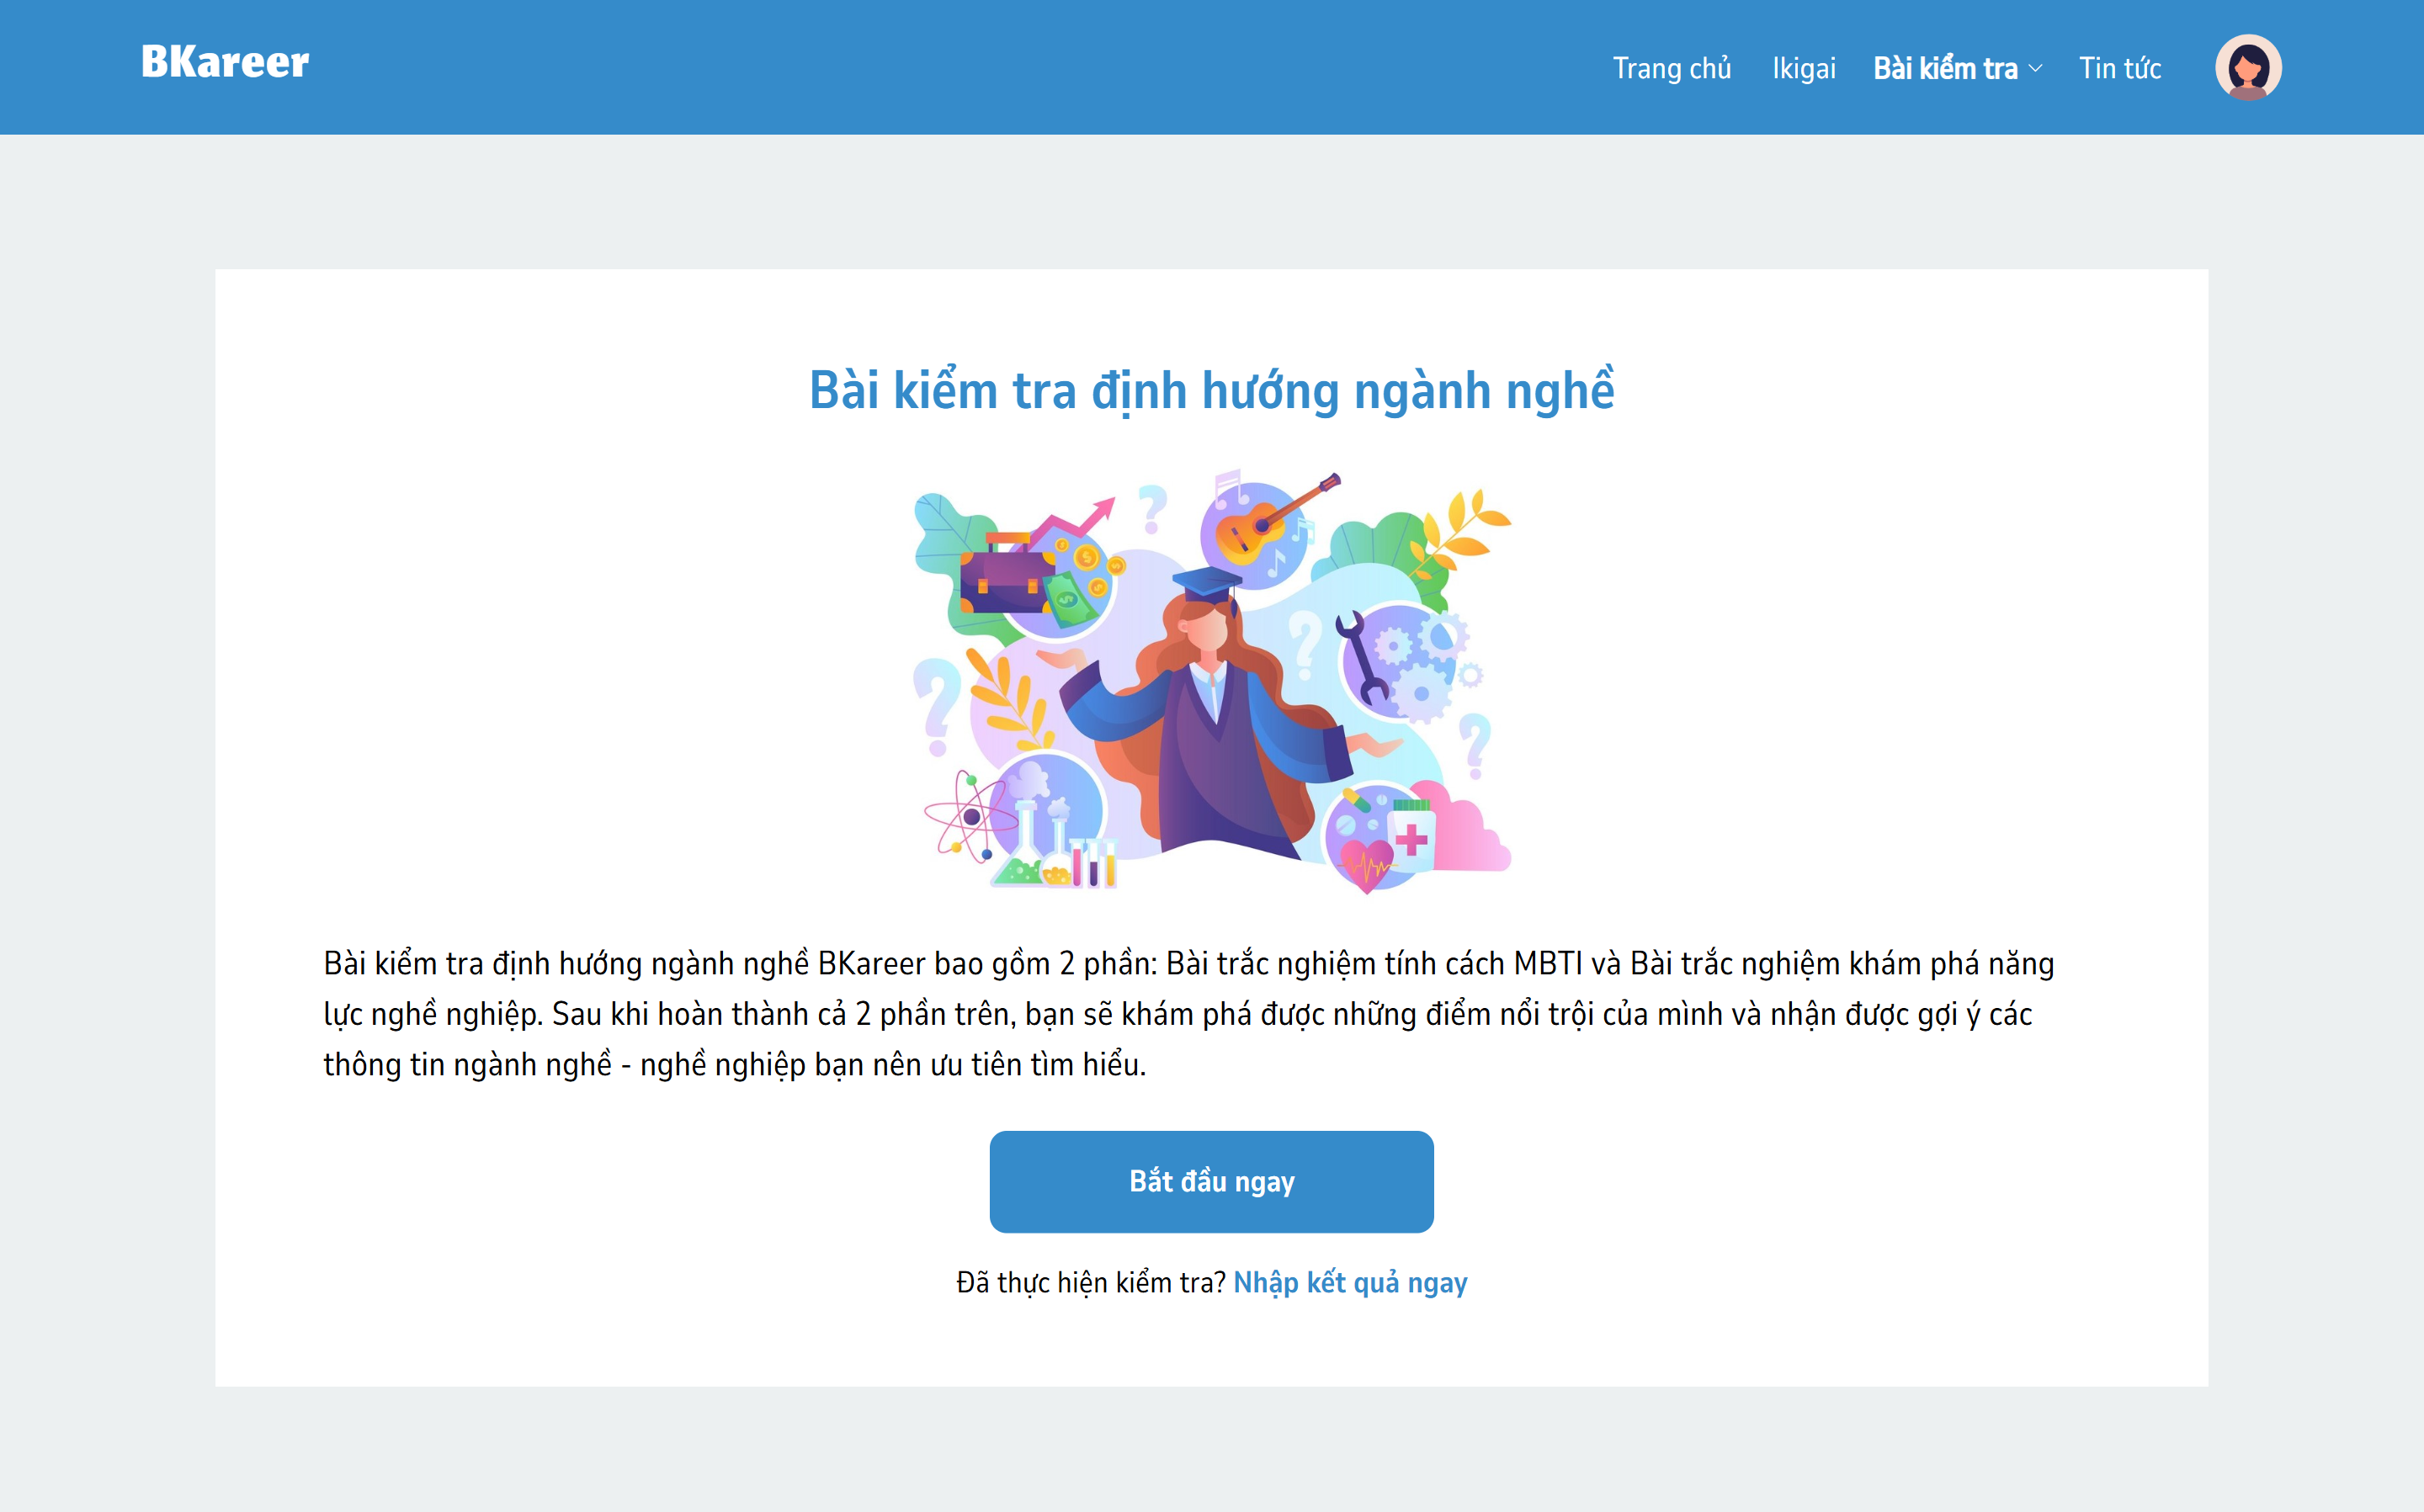 BKareer
Trang chủ
Ikigai
Bài kiểm tra
Tin tức
Bài kiểm tra định hướng ngành nghề
Bài kiểm tra định hướng ngành nghề BKareer bao gồm 2 phần: Bài trắc nghiệm tính cách MBTI và Bài trắc nghiệm khám phá năng
lực nghề nghiệp. Sau khi hoàn thành cả 2 phần trên, bạn sẽ khám phá được những điểm nổi trội của mình và nhận được gợi ý các
thông tin ngành nghề - nghề nghiệp bạn nên ưu tiên tìm hiểu.
Bắt đầu ngay
Đã thực hiện kiểm tra? Nhập kết quả ngay